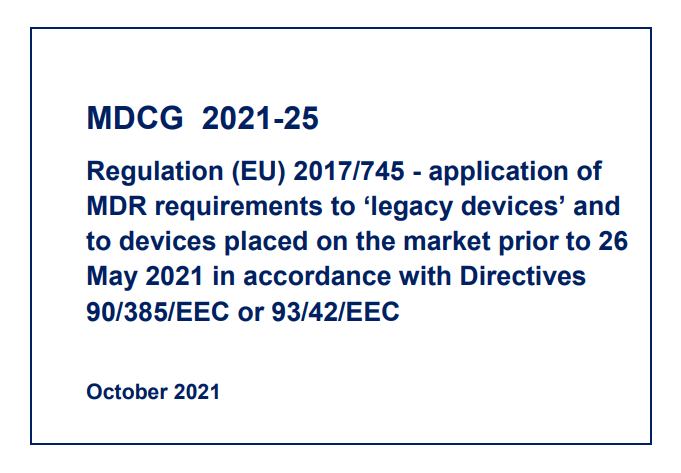 MDCG  2021-25
Regulation (EU) 2017/745 - application of
MDR requirements to ‘legacy devices’ and
to devices placed on the market prior to 26
May 2021 in accordance with Directives
90/385/EEC or 93/42/EEC
October 2021